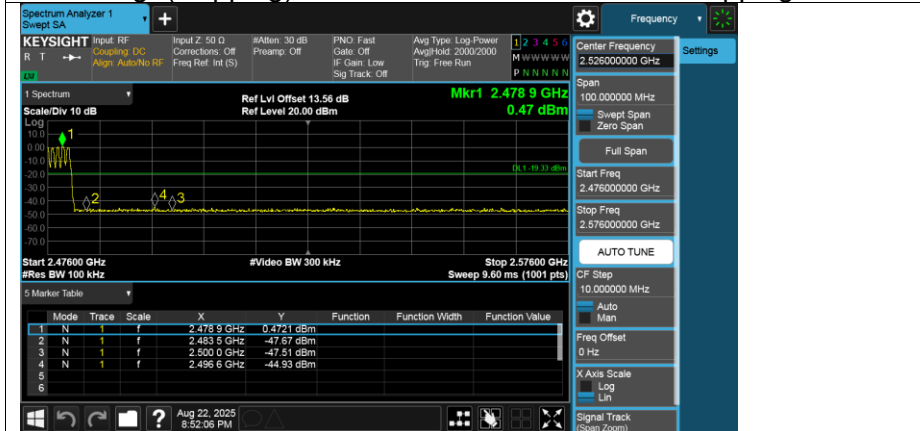 Spectrum Analyzer 1
Swept SA
Frequency
KEYSIGHT
R T
Input: RF
Coupling: DC
Align: Auto/No RF
Input Z: 50 Ω
Corrections: Off
Freq Ref: Int (S)
#Atten: 30 dB
Preamp: Off
PNO: Fast
Gate: Off
IF Gain: Low
Sig Track: Off
Avg Type: Log-Power
Avg|Hold: 2000/2000
Trig: Free Run
1 2 3 4 5 6
M W W W W W
P N N N N N
Settings
1 Spectrum
Scale/Div 10 dB
Log
Ref Lvl Offset 13.56 dB
Ref Level 20.00 dBm
Mkr1 2.478 9 GHz
0.47 dBm
10.0
0.00
-10.0
-20.0
-30.0
-40.0
-50.0
-60.0
-70.0
1
2
4
3
DL1 -19.33 dBm
Start 2.47600 GHz
#Res BW 100 kHz
#Video BW 300 kHz
Stop 2.57600 GHz
Sweep 9.60 ms (1001 pts)
5 Marker Table
Mode Trace Scale X Y Function Function Width Function Value
1 N 1 f 2.478 9 GHz 0.4721 dBm
2 N 1 f 2.483 5 GHz -47.67 dBm
3 N 1 f 2.500 0 GHz -47.51 dBm
4 N 1 f 2.496 6 GHz -44.93 dBm
5
6
Aug 22, 2025
8:52:06 PM
Center Frequency
2.526000000 GHz
Span
100.000000 MHz
Swept Span
Zero Span
Full Span
Start Freq
2.476000000 GHz
Stop Freq
2.576000000 GHz
AUTO TUNE
CF Step
10.000000 MHz
Auto
Man
Freq Offset
0 Hz
X Axis Scale
Log
Lin
Signal Track
(Span Zoom)